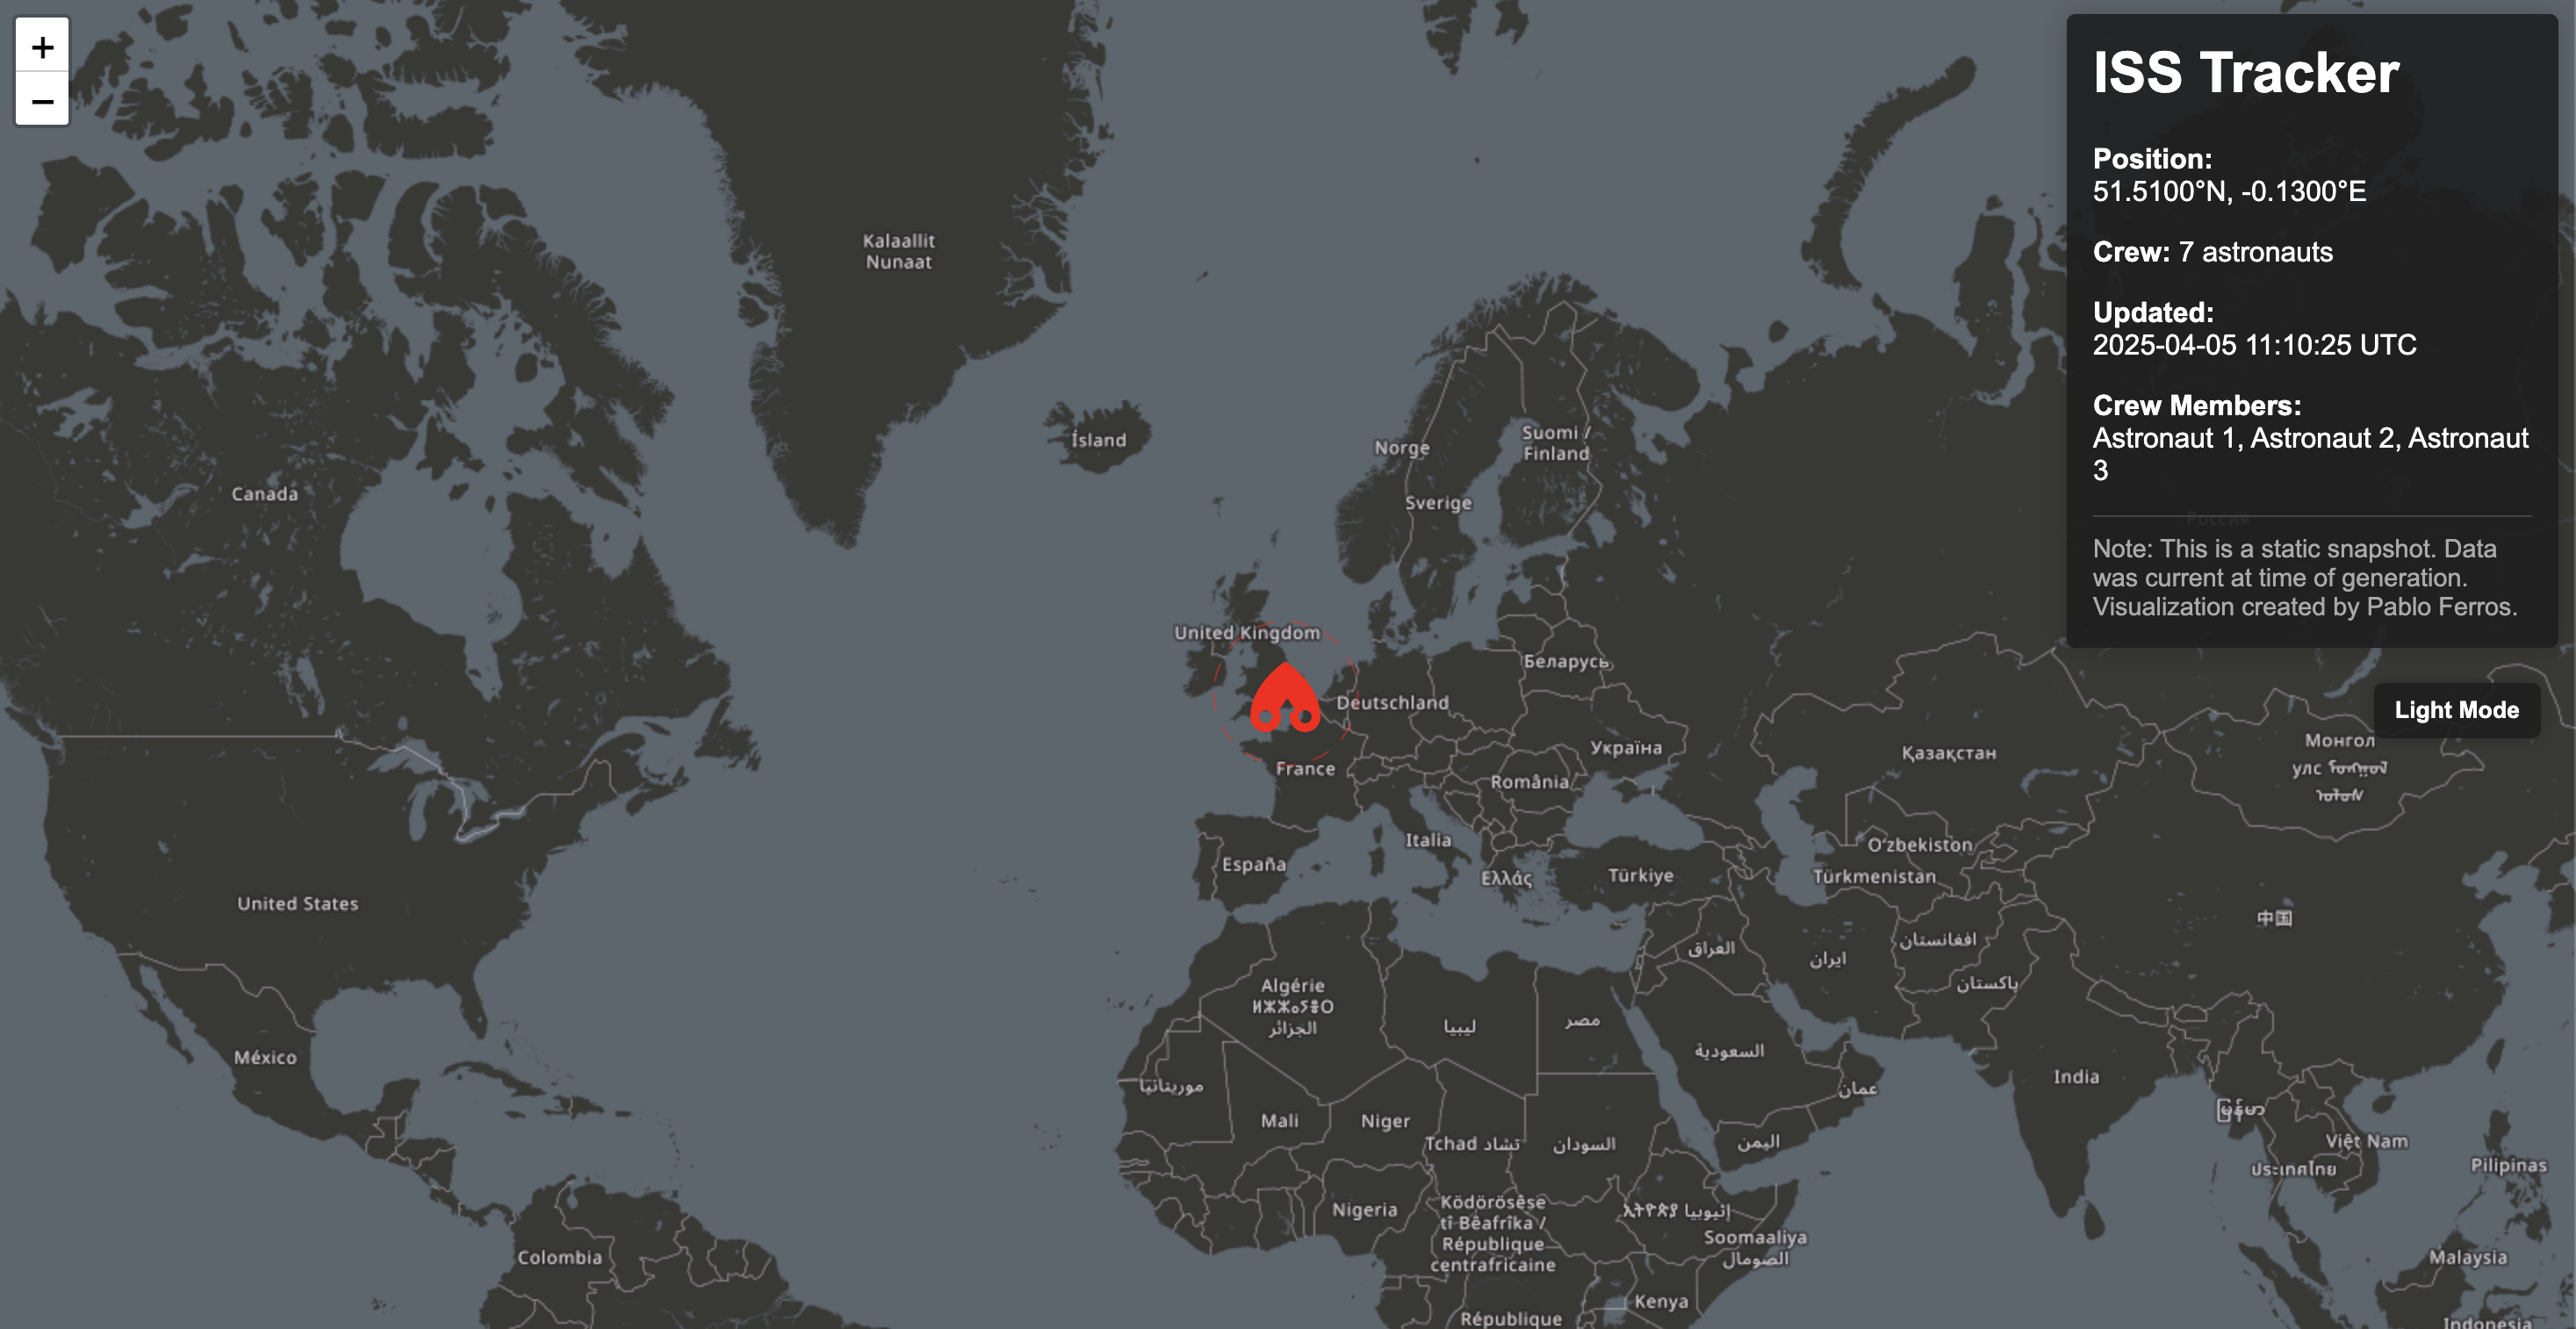 +
−
ISS Tracker
Position:
51.5100°N, -0.1300°E
Crew: 7 astronauts
Updated:
2025-04-05 11:10:25 UTC
Crew Members:
Astronaut 1, Astronaut 2, Astronaut
3
Россия
Note: This is a static snapshot. Data
was current at time of generation.
Visualization created by Pablo Ferros.
Light Mode
Kalaallit
Nunaat
Ísland
Canada
Norge
Suomi /
Finland
Sverige
United Kingdom
Беларусь
Deutschland
Україна
France
România
Қазақстан
Монгол
улс
Italia
España
Ελλάς
Türkiye
O‘zbekiston
Türkmenistan
United States
中国
العراق
ایران
افغانستان
پاکستان
Algérie
ⵍⵣⵣⴰⵢⴻⵔ
الجزائر
ليبيا
مصر
السعودية
México
موريتانيا
عمان
India
Mali
Niger
Tchad تشاد
السودان
اليمن
မြန်မာ
Việt Nam
ประเทศไทย
Pilipinas
Nigeria
Ködörösêse
tî Bêafrîka /
République
centrafricaine
ኢትዮጵያ إثيوبيا
Soomaaliya
الصومال
Colombia
Malaysia
Kenya
République
Indonesia